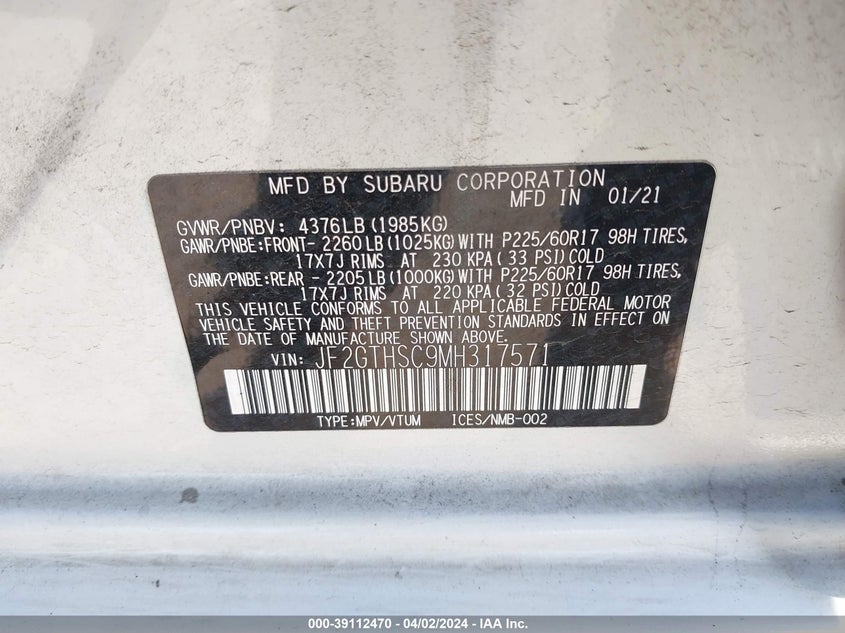 MFD BY SUBARU CORPORATION
MFD IN 01/21
GVWR/PNBV: 4376LB (1985KG)
GAWR/PNBE:FRONT- 2260LB (1025KG) WITH P225/60R17 98H TIRES,
17X7J RIMS AT 230 KPA (33 PSI) COLD
GAWR/PNBE:REAR - 2205LB (1000KG) WITH P225/60R17 98H TIRES,
17X7J RIMS AT 220 KPA (32 PSI) COLD
THIS VEHICLE CONFORMS TO ALL APPLICABLE FEDERAL MOTOR
VEHICLE SAFETY AND THEFT PREVENTION STANDARDS IN EFFECT ON
THE DATE OF MANUFACTURE SHOWN ABOVE.
VIN: JF2GTHSC9MH317571
TYPE:MPV/VTUM ICES/NMB-002
000-39112470 - 04/02/2024 - IAA Inc.